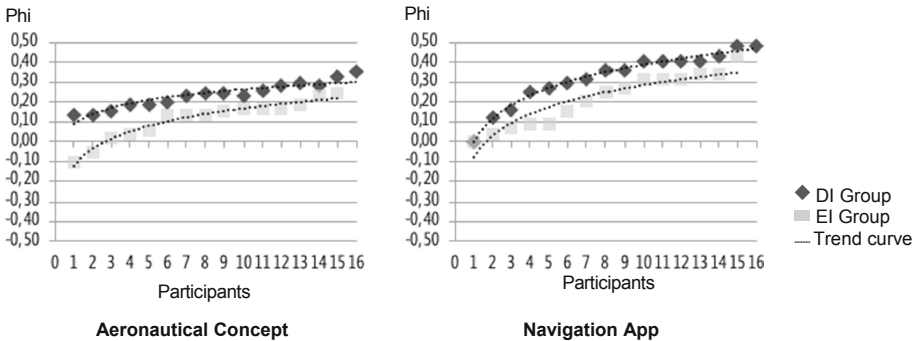 Phi
0,50
0,40
0,30
0,20
0,10
0,00
-0,10
-0,20
-0,30
-0,40
-0,50
0 1 2 3 4 5 6 7 8 9 10 11 12 13 14 15 16
Participants
Aeronautical Concept
Phi
0,50
0,40
0,30
0,20
0,10
0,00
-0,10
-0,20
-0,30
-0,40
-0,50
0 1 2 3 4 5 6 7 8 9 10 11 12 13 14 15 16
Participants
Navigation App
DI Group
EI Group
Trend curve